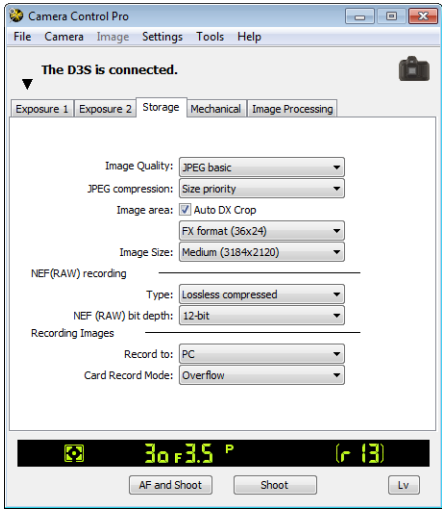 Camera Control Pro
File Camera Image Settings Tools Help
The D3S is connected.
Exposure 1 Exposure 2 Storage Mechanical Image Processing
Image Quality: JPEG basic
JPEG compression: Size priority
Image area: Auto DX Crop
FX format (36x24)
Image Size: Medium (3184x2120)
NEF(RAW) recording
Type: Lossless compressed
NEF (RAW) bit depth: 12-bit
Recording Images
Record to: PC
Card Record Mode: Overflow
30 F3.5 P (r 13)
AF and Shoot Shoot Lv